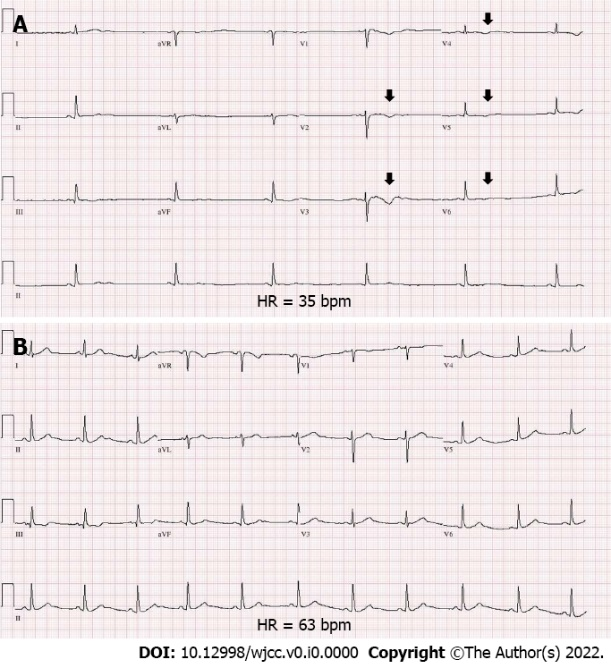 A
I aVR V1 V4
II aVL V2 V5
III aVF V3 V6
II
HR = 35 bpm
B
I aVR V1 V4
II aVL V2 V5
III aVF V3 V6
II
HR = 63 bpm
DOI: 10.12998/wjcc.v0.i0.0000 Copyright ©The Author(s) 2022.